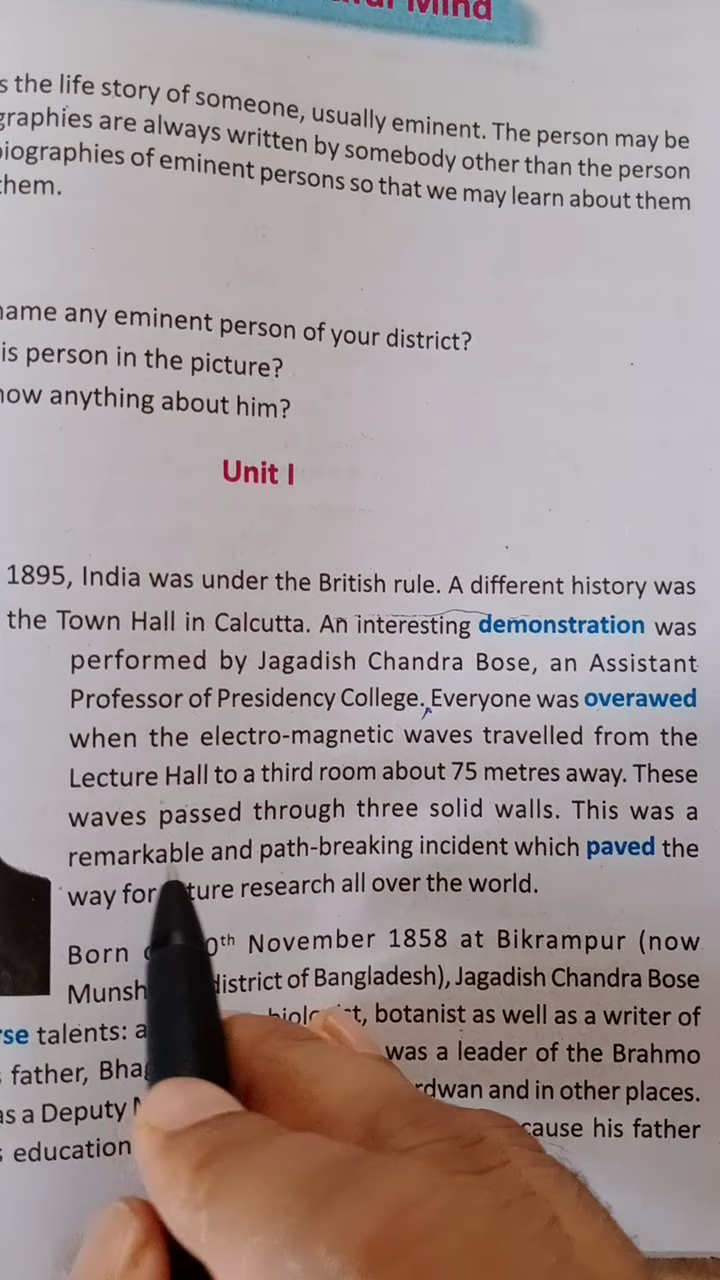 Mind
s the life story of someone, usually eminent. The person may be
graphies are always written by somebody other than the person
biographies of eminent persons so that we may learn about them
them.
name any eminent person of your district?
is person in the picture?
now anything about him?
Unit I
1895, India was under the British rule. A different history was
the Town Hall in Calcutta. An interesting demonstration was
performed by Jagadish Chandra Bose, an Assistant
Professor of Presidency College. Everyone was overawed
when the electro-magnetic waves travelled from the
Lecture Hall to a third room about 75 metres away. These
waves passed through three solid walls. This was a
remarkable and path-breaking incident which paved the
way for ture research all over the world.
Born 0th November 1858 at Bikrampur (now
Munsh district of Bangladesh), Jagadish Chandra Bose
rse talents: a st, botanist as well as a writer of
father, Bha was a leader of the Brahmo
as a Deputy rdwan and in other places.
education cause his father